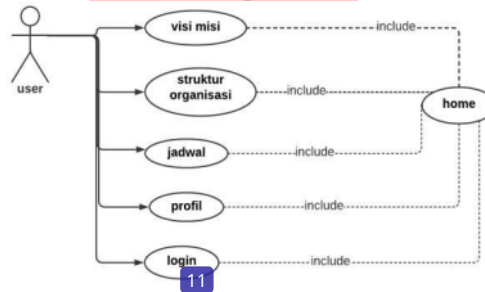 visi misi
include
user
struktur
organisasi
include
home
jadwal
include
profil
include
login
include
11